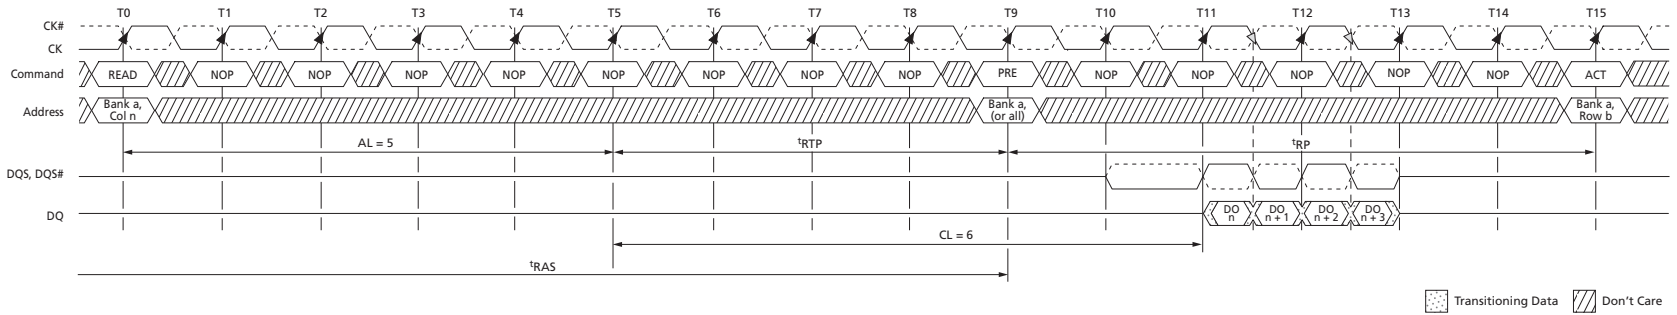 T0 T1 T2 T3 T4 T5 T6 T7 T8 T9 T10 T11 T12 T13 T14 T15
CK#
CK
Command READ NOP NOP NOP NOP NOP NOP NOP NOP PRE NOP NOP NOP NOP NOP ACT
Address Bank a, Col n Bank a, (or all) Bank a, Row b
AL = 5 tRTP tRP
DQS, DQS#
DQ DO n DO n + 1 DO n + 2 DO n + 3
CL = 6
tRAS
Transitioning Data Don't Care